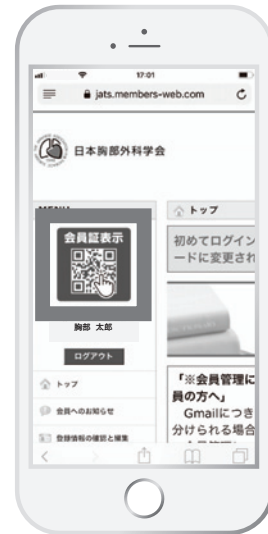 17:01
jats.members-web.com
日本胸部外科学会
MENU
会員証表示
胸部 太郎
ログアウト
トップ
会員へのお知らせ
登録情報の確認と編集
トップ
初めてログイン
ードに変更され
「※会員管理に
員の方へ」
Gmailにつき
分けられる場合